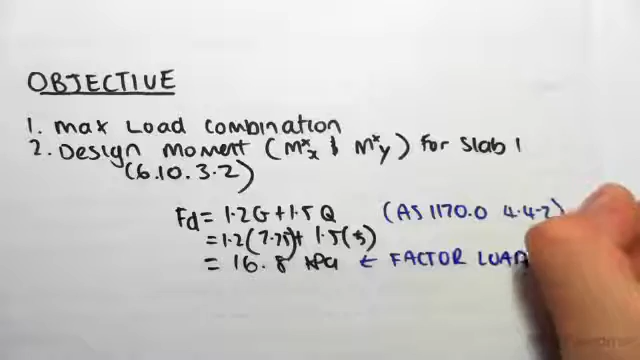 OBJECTIVE
1. Max Load Combination
2. Design Moment (M*x & M*y) for Slab 1
(6.10.3.2)
Fd = 1.2G + 1.5Q (AS 1170.0 4.4.2)
= 1.2(7.75) + 1.5(5)
= 16.8 kPa ← FACTOR LOAD